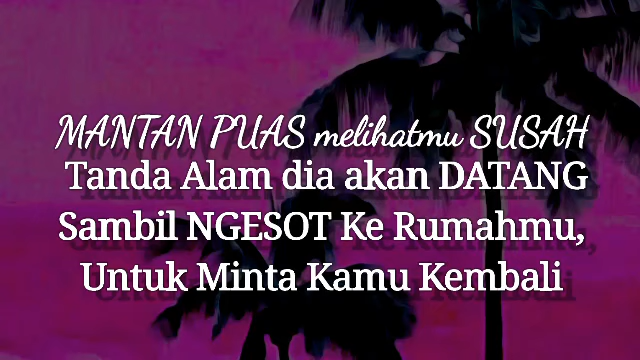 MANTAN PUAS melihatmu SUSAH
Tanda Alam dia akan DATANG
Sambil NGESOT Ke Rumahmu,
Untuk Minta Kamu Kembali